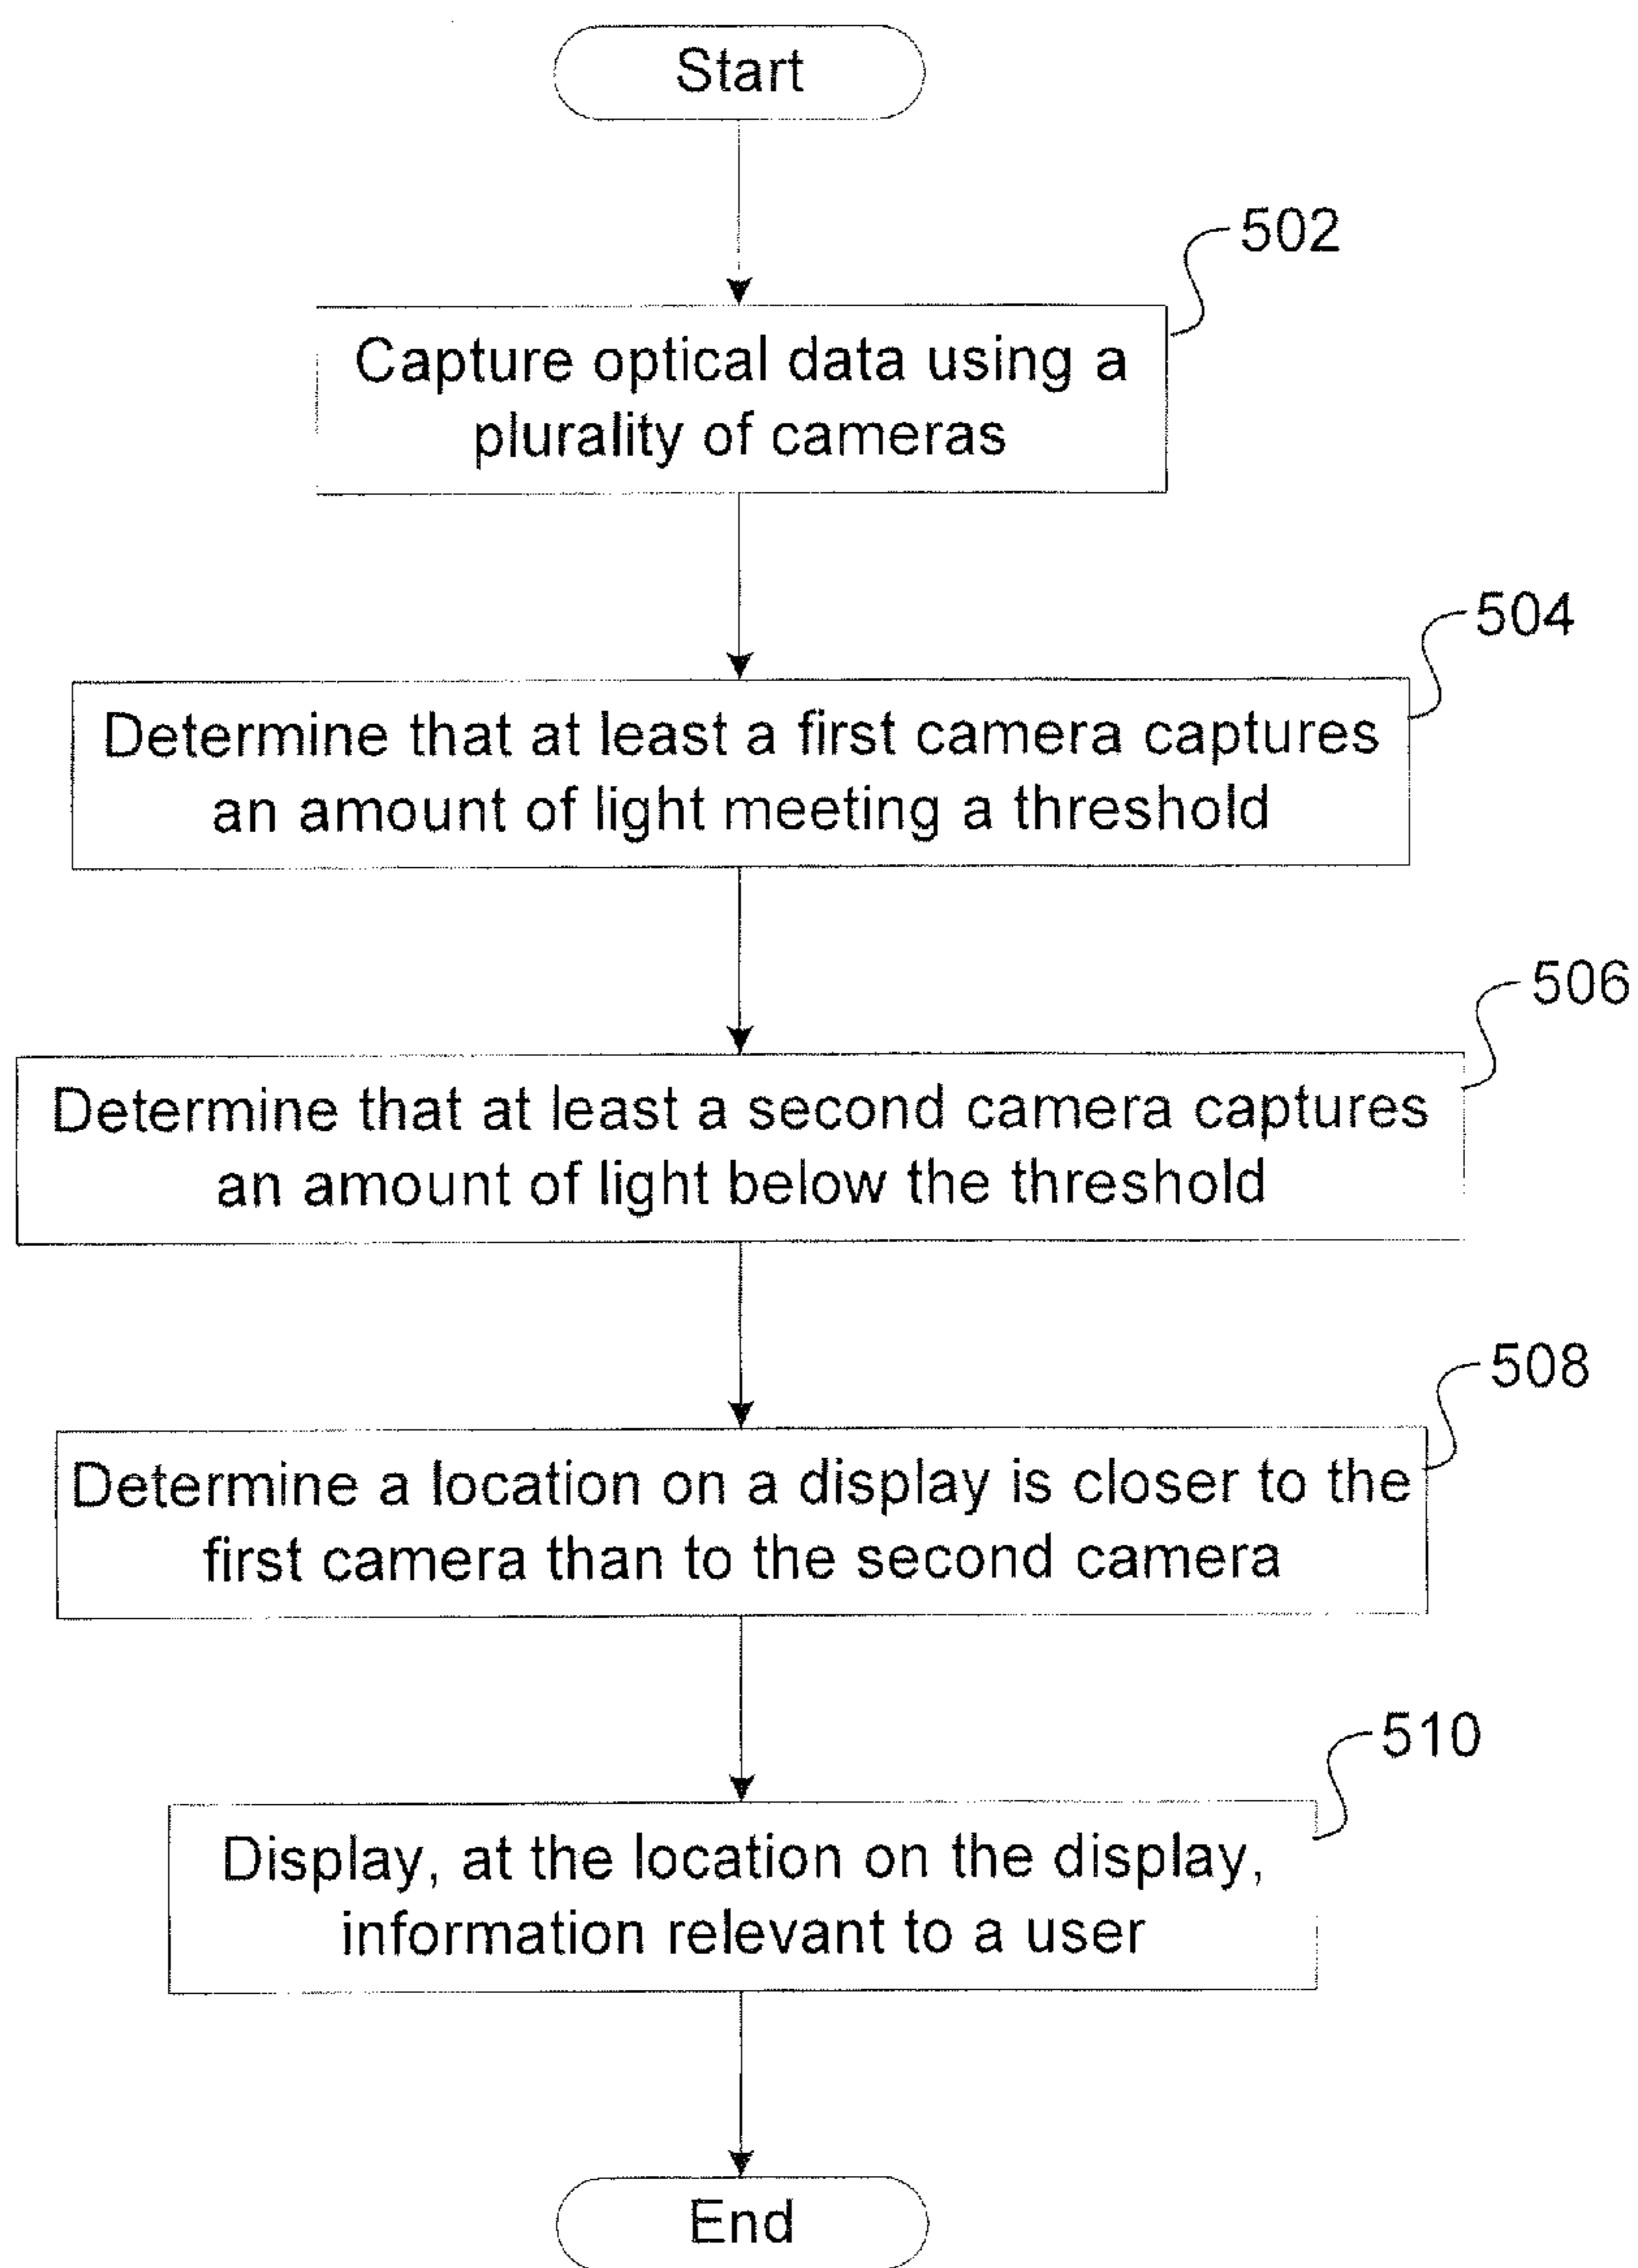 Start
502
Capture optical data using a
plurality of cameras
504
Determine that at least a first camera captures
an amount of light meeting a threshold
506
Determine that at least a second camera captures
an amount of light below the threshold
508
Determine a location on a display is closer to the
first camera than to the second camera
510
Display, at the location on the display,
information relevant to a user
End